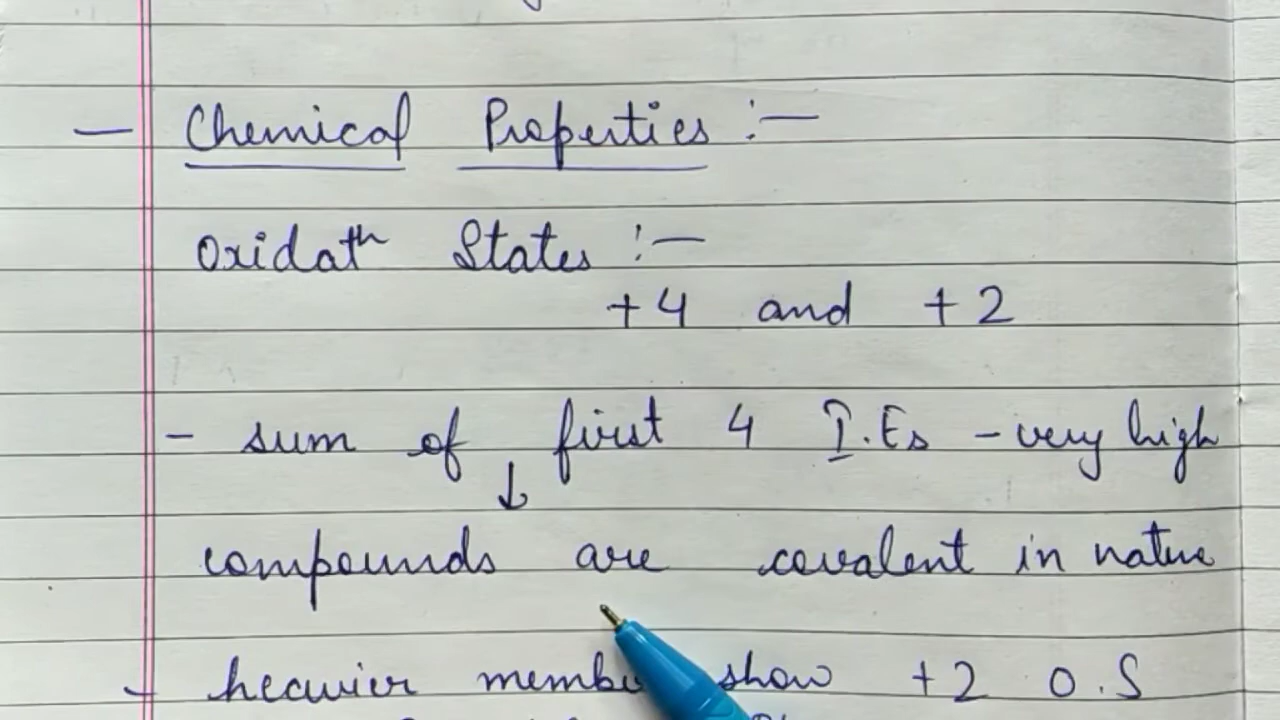 — Chemical Properties :—
Oxidatn States :—
+4 and +2
- sum of first 4 I.Es - very high
↓
compounds are covalent in nature
- heavier show +2 O.S